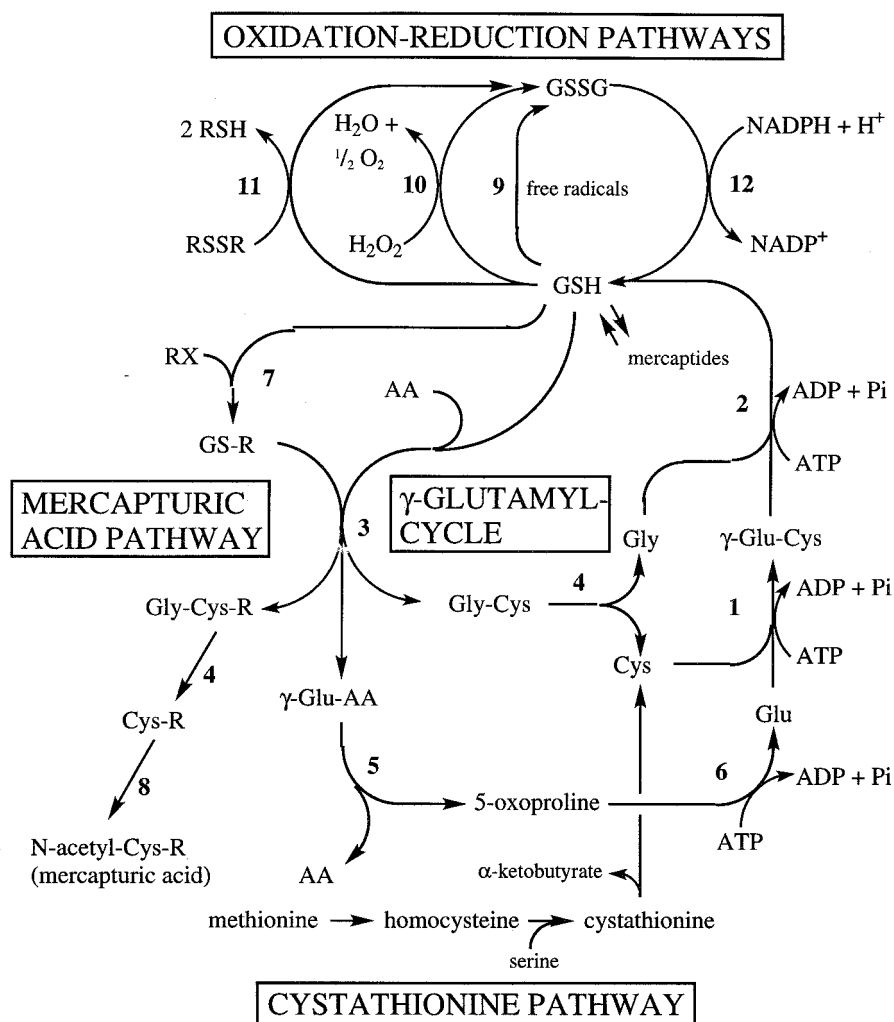 OXIDATION-REDUCTION PATHWAYS
GSSG
2 RSH
H₂O +
½ O₂
NADPH + H⁺
11
10
9
free radicals
12
RSSR
H₂O₂
NADP⁺
GSH
mercaptides
RX
7
AA
2
ADP + Pi
GS-R
ATP
MERCAPTURIC
ACID PATHWAY
3
γ-GLUTAMYL-
CYCLE
Gly
γ-Glu-Cys
4
ADP + Pi
Gly-Cys-R
Gly-Cys
1
4
Cys
ATP
Cys-R
γ-Glu-AA
Glu
8
5
6
ADP + Pi
5-oxoproline
N-acetyl-Cys-R
(mercapturic acid)
ATP
AA
α-ketobutyrate
methionine
homocysteine
cystathionine
serine
CYSTATHIONINE PATHWAY